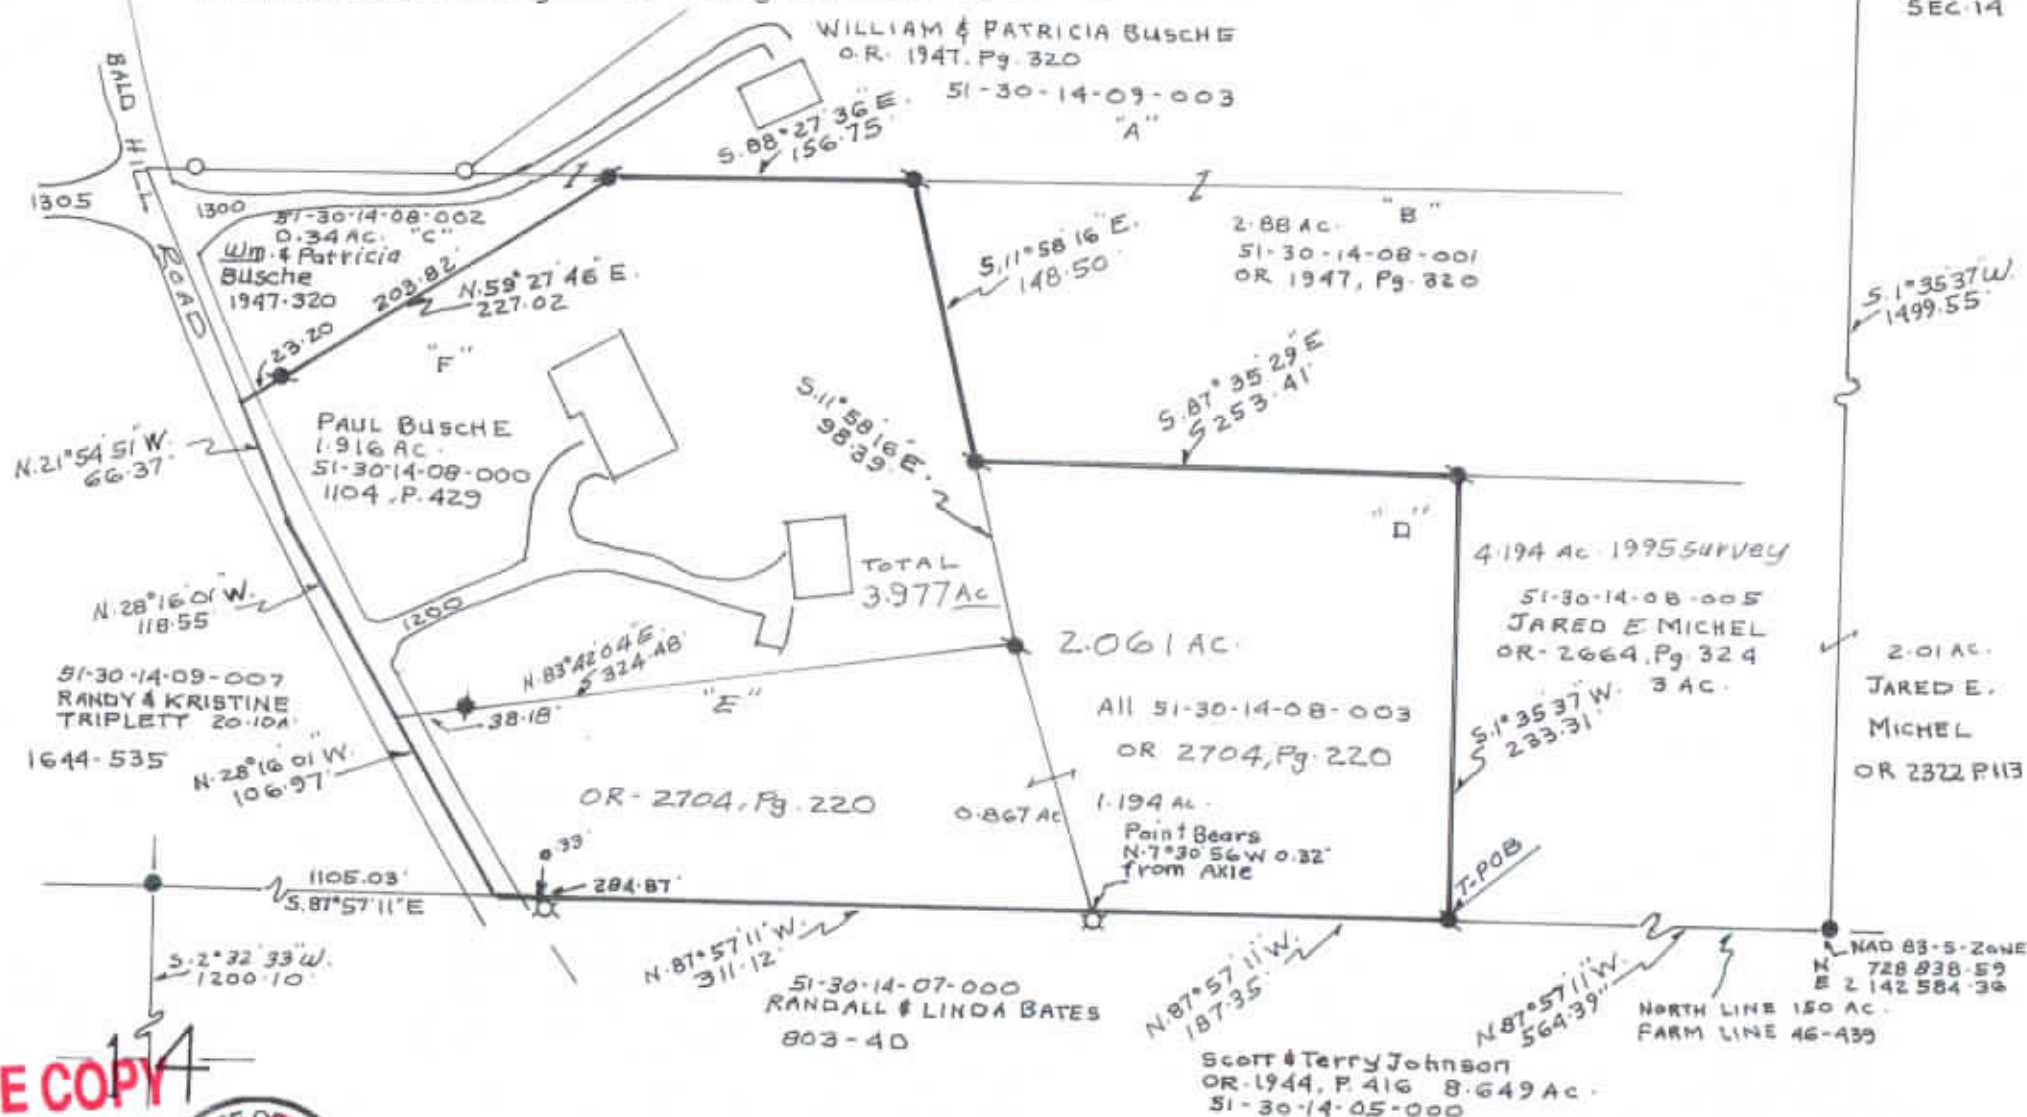 SEC. 14
WILLIAM & PATRICIA BUSCHE
O.R. 1947, Pg. 320
51-30-14-09-003
"A"
BALD HILL ROAD
S.88°27'36"E.
156.75'
1305
1300
51-30-14-08-002
0.34 AC. "C"
Wm. & Patricia
Busche
1947-320
203.82'
N.59°27'46"E.
227.02
23.20
"F"
S.11°58'16"E.
148.50'
"B"
2.88 AC.
51-30-14-08-001
OR 1947, Pg. 320
S.1°35'37"W.
1499.55'
N.21°54'51"W.
66.37'
PAUL BUSCHE
1.916 AC.
51-30-14-08-000
1104, P. 429
S.11°58'16"E.
98.39'
S.87°35'29"E
253.41'
"D"
4.194 Ac. 1995 Survey
51-30-14-08-005
JARED E MICHEL
OR-2664, Pg. 324
3 AC.
N.28°16'01"W.
118.55'
1200
TOTAL
3.977 Ac
N.83°42'04"E.
324.48'
38.18'
"E"
2.061 AC.
51-30-14-09-007
RANDY & KRISTINE
TRIPLETT 20.10A
1644-535
N.28°16'01"W.
106.97'
All 51-30-14-08-003
OR 2704, Pg. 220
S.1°35'37"W.
233.31'
2.01 AC.
JARED E.
MICHEL
OR 2322 P.113
OR-2704, Pg. 220
0.867 Ac
1.194 Ac.
Point Bears
N.7°30'56"W 0.32'
from Axle
0.33'
284.87'
T-POB
1105.03'
S.87°57'11"E
S.2°32'33"W.
1200.10'
N.87°57'11"W.
311.12'
51-30-14-07-000
RANDALL & LINDA BATES
803-40
N.87°57'11"W.
187.35'
N.87°57'11"W.
564.39'
NORTH LINE 150 AC.
FARM LINE 46-439
NAD 83-S-ZONE
N 728 838.59
E 2 142 584.36
Scott & Terry Johnson
OR. 1944, P. 416 8.649 Ac.
51-30-14-05-000
14
E COPY